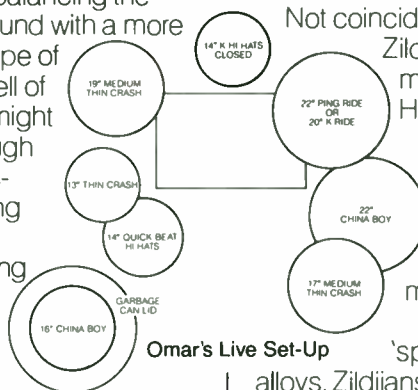 balancing the
und with a more
pe of
ell of
night
ugh
-
ng
ng
Not coincid
Zild
m
H
14" K HI HATS
CLOSED
19" MEDIUM
THIN CRASH
22" PING RIDE
OR
20" K RIDE
13" THIN CRASH
14" QUICK BEAT
HI HATS
22"
CHINA BOY
17" MEDIUM
THIN CRASH
GARBAGE
CAN LID
16" CHINA BOY
m
Omar's Live Set-Up
'sp
alloys. Zildjians